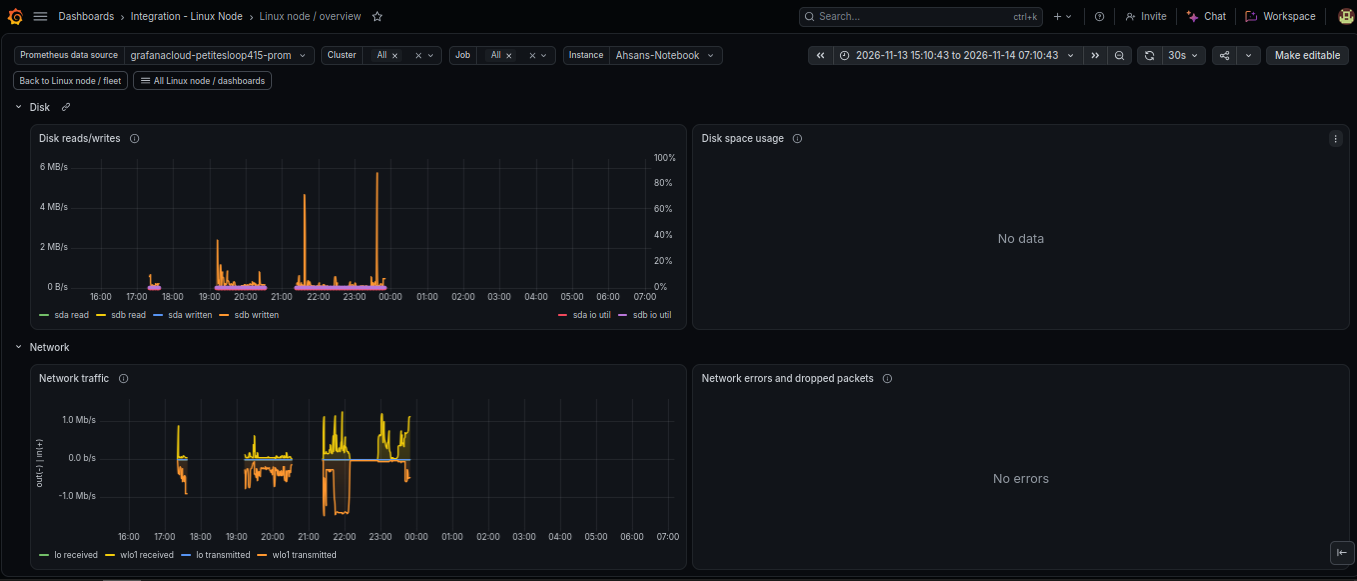 Dashboards › Integration - Linux Node › Linux node / overview
Search... ctrl+k
Invite Chat Workspace
Prometheus data source grafanacloud-petitesloop415-prom Cluster All Job All Instance Ahsans-Notebook
2026-11-13 15:10:43 to 2026-11-14 07:10:43 30s Make editable
Back to Linux node / fleet All Linux node / dashboards
Disk
Disk reads/writes
6 MB/s
4 MB/s
2 MB/s
0 B/s
100%
80%
60%
40%
20%
0%
16:00 17:00 18:00 19:00 20:00 21:00 22:00 23:00 00:00 01:00 02:00 03:00 04:00 05:00 06:00 07:00
sda read sdb read sda written sdb written sda io util sdb io util
Disk space usage
No data
Network
Network traffic
out(-) | in(+)
1.0 Mb/s
0.0 b/s
-1.0 Mb/s
16:00 17:00 18:00 19:00 20:00 21:00 22:00 23:00 00:00 01:00 02:00 03:00 04:00 05:00 06:00 07:00
lo received wlo1 received lo transmitted wlo1 transmitted
Network errors and dropped packets
No errors